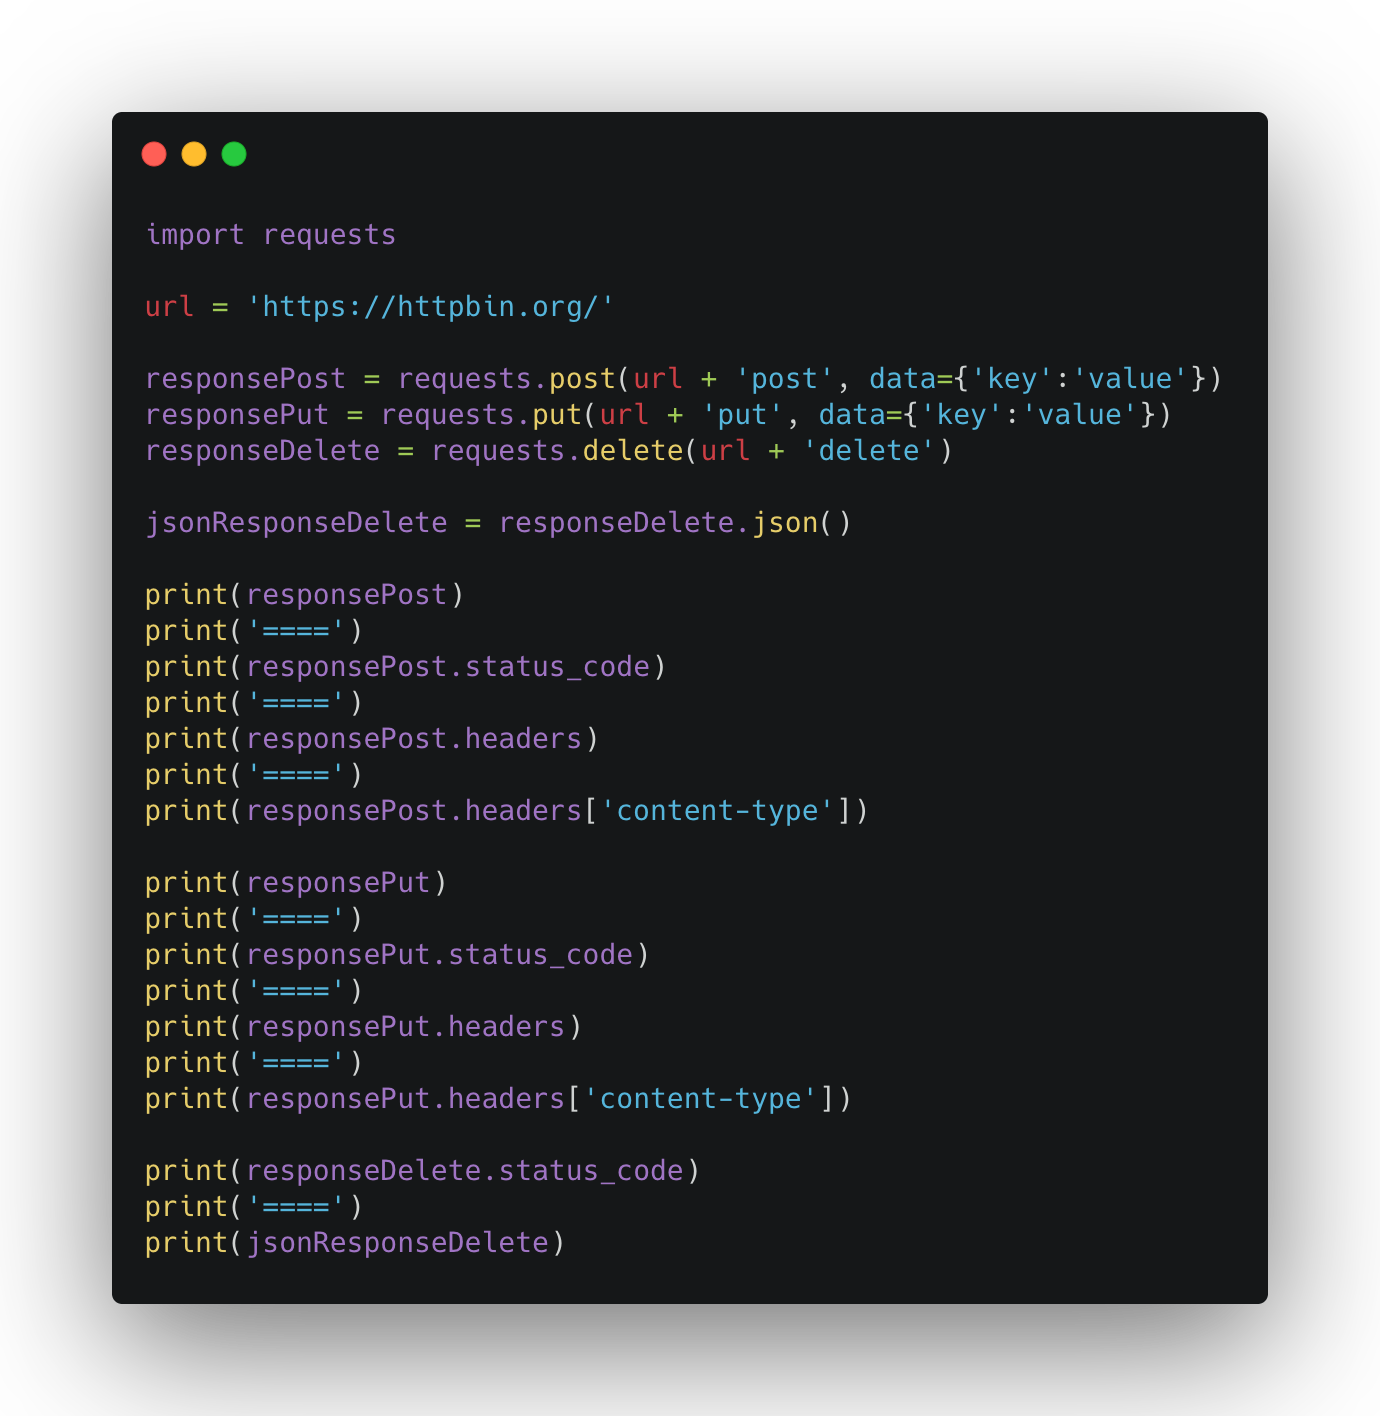 import requests

url = 'https://httpbin.org/'

responsePost = requests.post(url + 'post', data={'key':'value'})
responsePut = requests.put(url + 'put', data={'key':'value'})
responseDelete = requests.delete(url + 'delete')

jsonResponseDelete = responseDelete.json()

print(responsePost)
print('====')
print(responsePost.status_code)
print('====')
print(responsePost.headers)
print('====')
print(responsePost.headers['content-type'])

print(responsePut)
print('====')
print(responsePut.status_code)
print('====')
print(responsePut.headers)
print('====')
print(responsePut.headers['content-type'])

print(responseDelete.status_code)
print('====')
print(jsonResponseDelete)